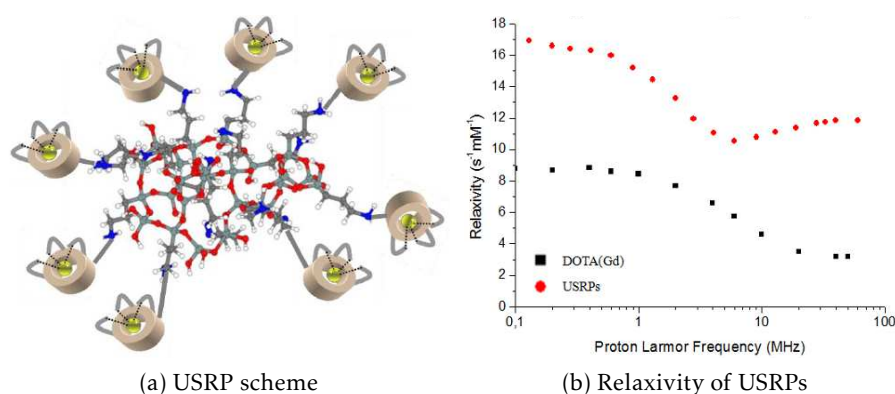 18
16
14
12
10
8
6
4
2
0
Relaxivity (s⁻¹mM⁻¹)
DOTA(Gd)
USRPs
0,1 1 10 100
Proton Larmor Frequency (MHz)
(a) USRP scheme (b) Relaxivity of USRPs